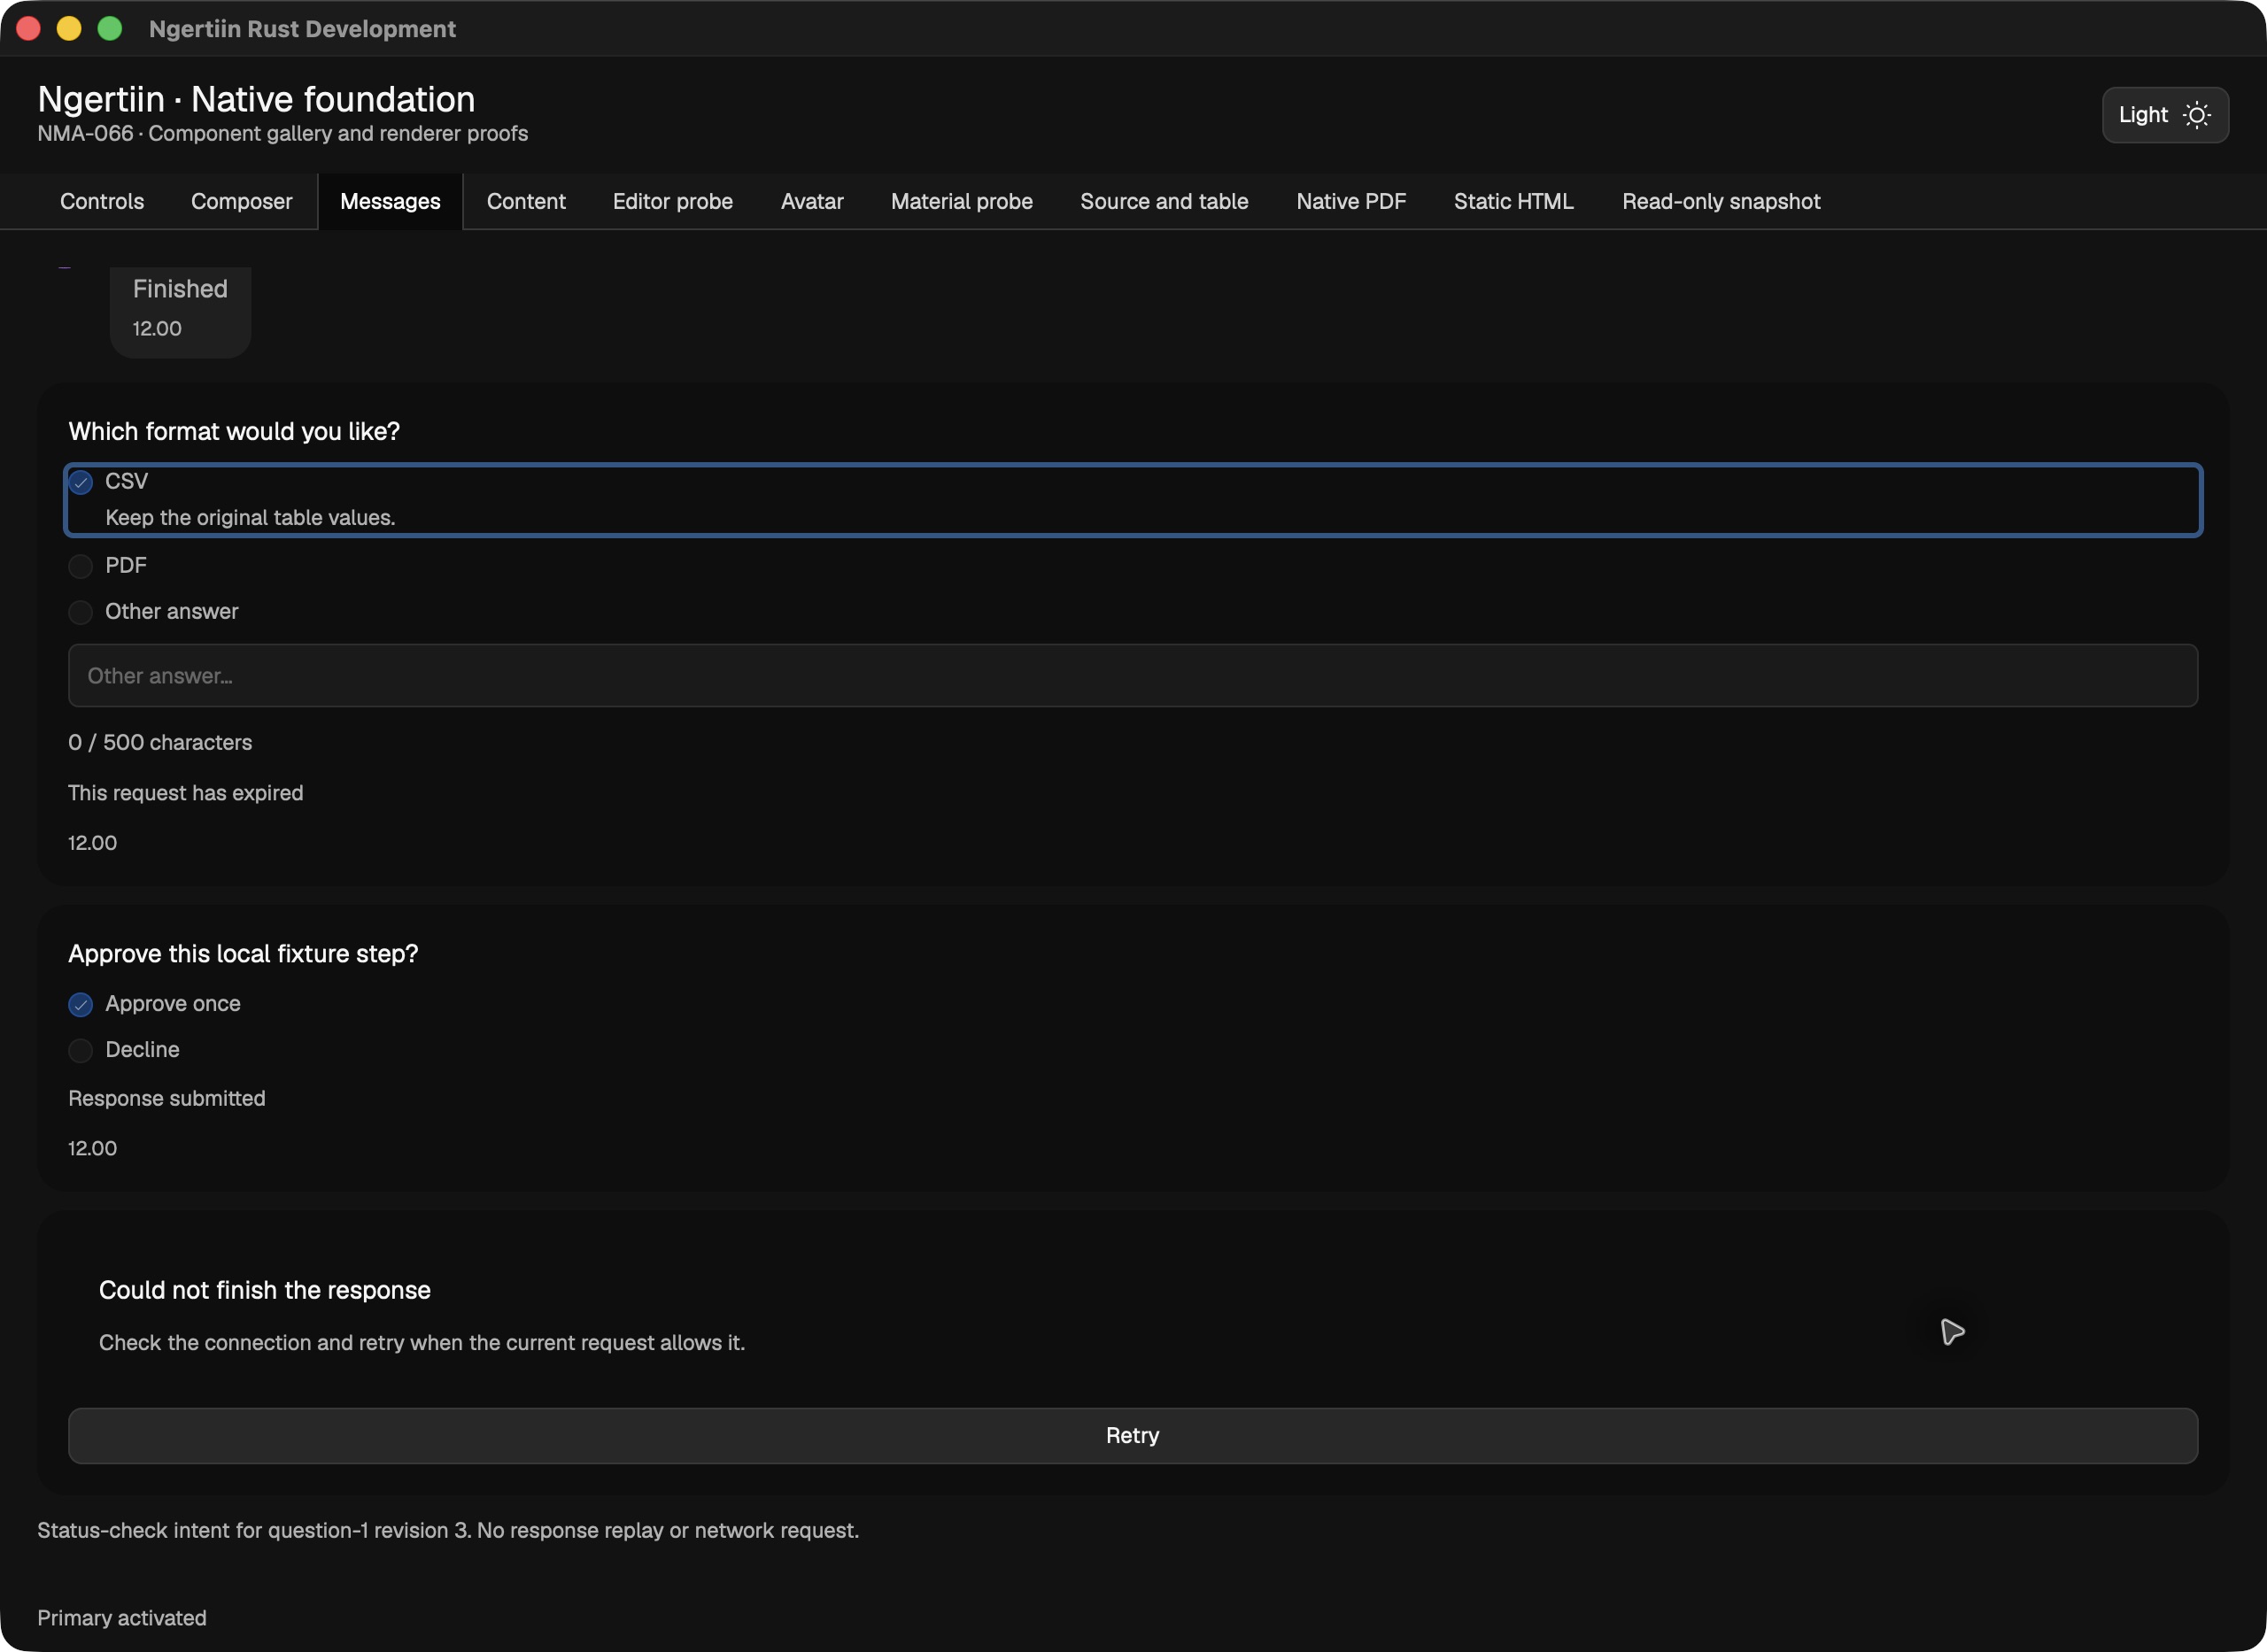 Ngertiin Rust Development
Ngertiin · Native foundation
NMA-066 · Component gallery and renderer proofs
Light
Controls
Composer
Messages
Content
Editor probe
Avatar
Material probe
Source and table
Native PDF
Static HTML
Read-only snapshot
Finished
12.00
Which format would you like?
CSV
Keep the original table values.
PDF
Other answer
Other answer…
0 / 500 characters
This request has expired
12.00
Approve this local fixture step?
Approve once
Decline
Response submitted
12.00
Could not finish the response
Check the connection and retry when the current request allows it.
Retry
Status-check intent for question-1 revision 3. No response replay or network request.
Primary activated